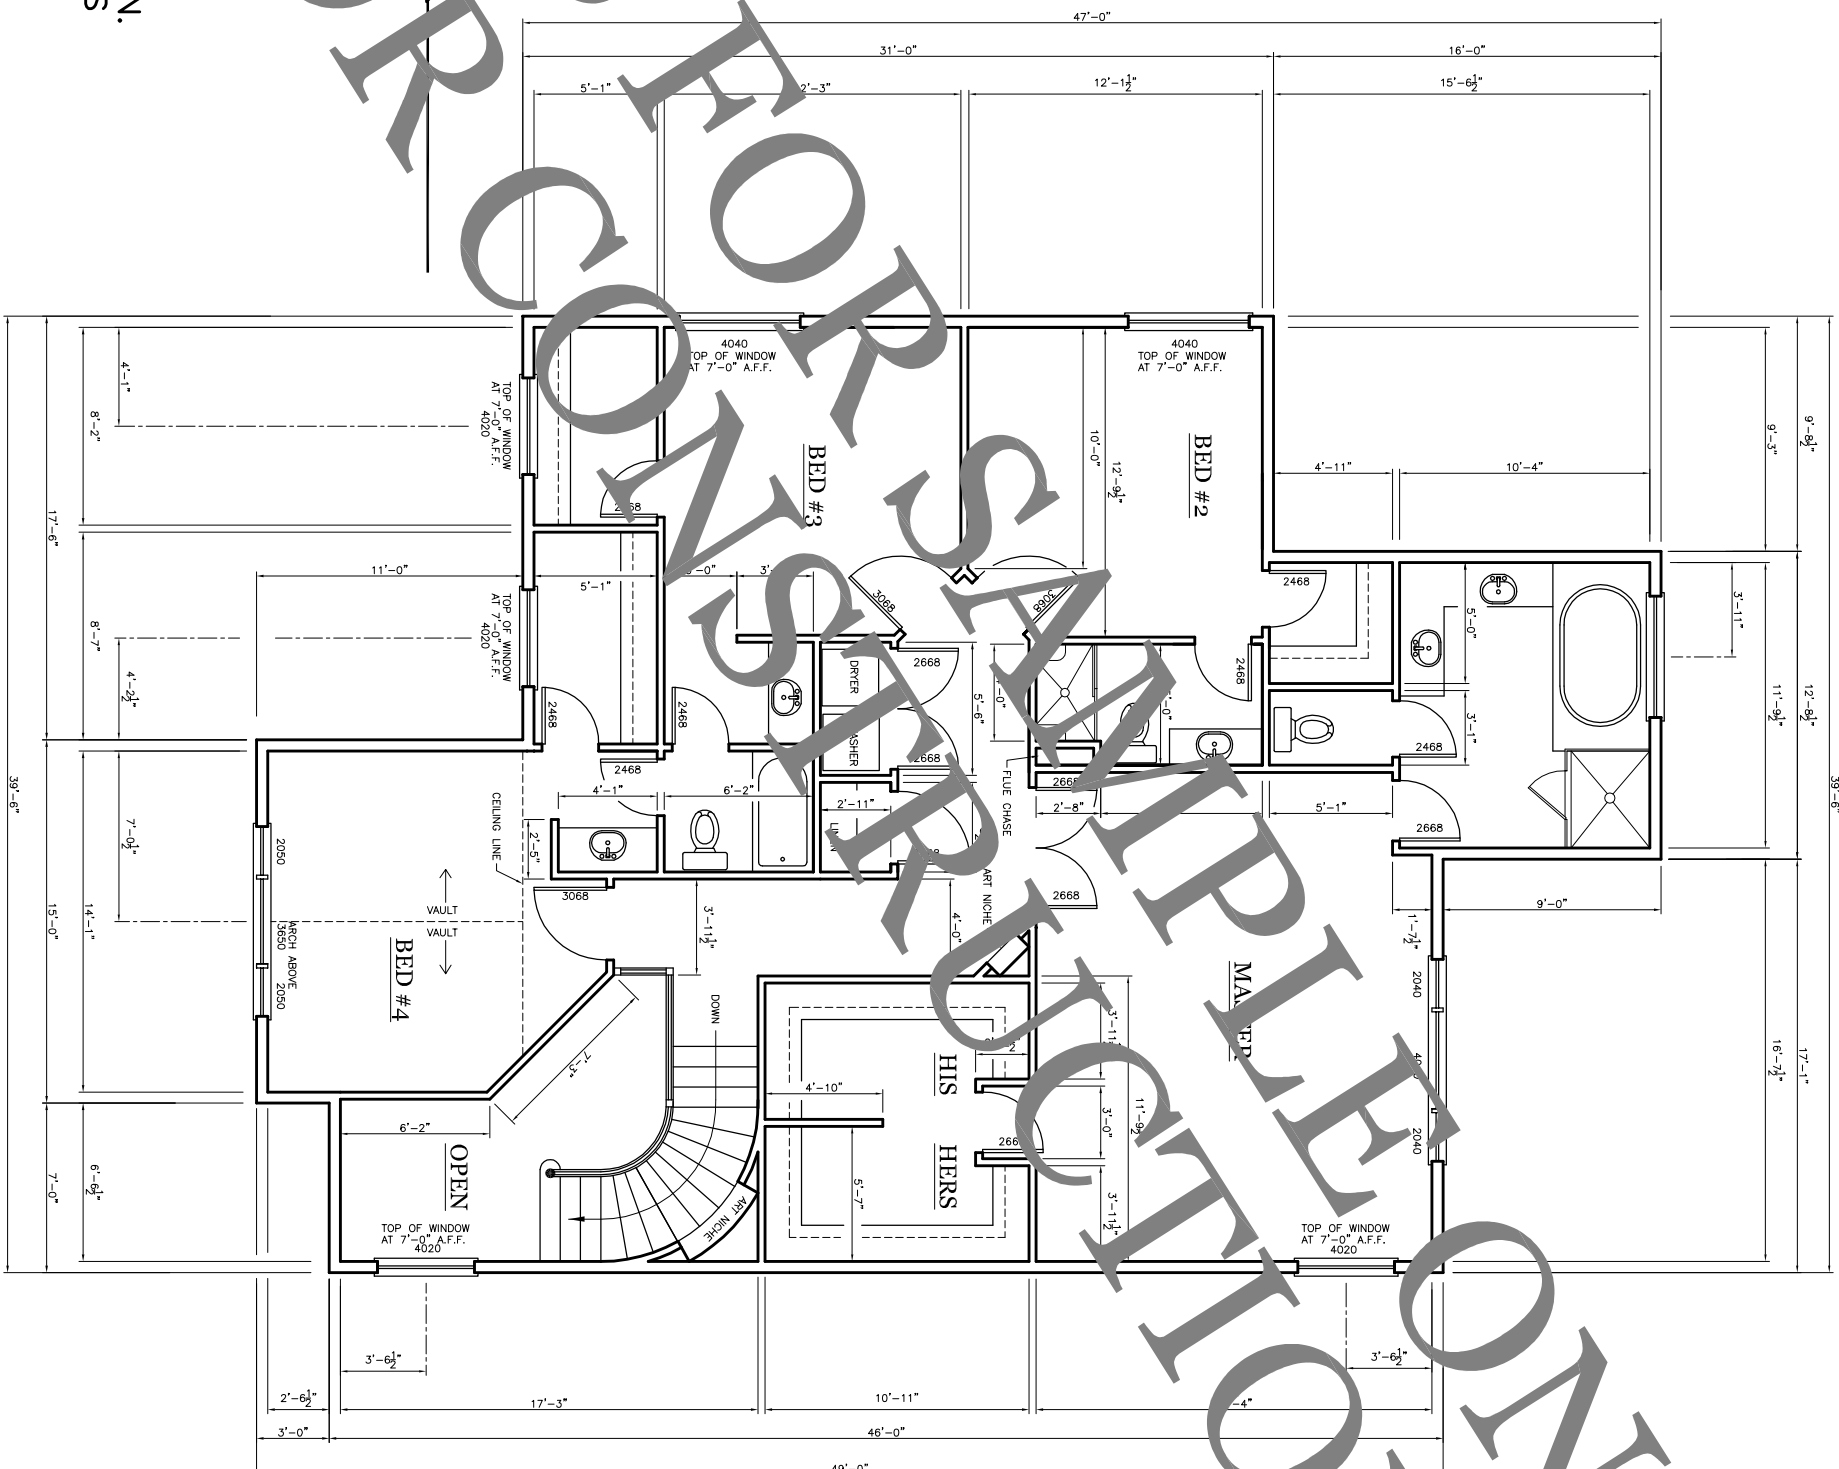 N.
S
47'-0"
31'-0"
16'-0"
5'-1"
2'-3"
12'-1½"
15'-6½"
FOR SAMPLE ON
R CONSTRUCTIO
4040
TOP OF WINDOW
AT 7'-0" A.F.F.
4040
TOP OF WINDOW
AT 7'-0" A.F.F.
TOP OF WINDOW
AT 7'-0" A.F.F.
4020
TOP OF WINDOW
AT 7'-0" A.F.F.
4020
4'-1"
8'-2"
17'-6"
8'-7"
4'-2½"
39'-6"
15'-0"
14'-1"
7'-0½"
7'-0"
6'-6½"
11'-0"
5'-1"
BED #3
BED #2
10'-0"
12'-9½"
4'-11"
10'-4"
9'-3"
9'-8½"
3'-11"
11'-9½"
12'-8½"
39'-6"
16'-7½"
17'-1"
2468
3068
3068
2468
5'-0"
3'-1"
2468
2668
2468
2468
2468
DRYER
2668
5'-6"
2668
FLUE CHASE
2'-8"
5'-1"
2668
4'-1"
6'-2"
2'-11"
2'-5"
CEILING LINE
2050
ARCH ABOVE
3650
2050
VAULT
VAULT
BED #4
3068
3'-11½"
4'-0"
ART NICHE
2668
1'-7½"
9'-0"
2040
2040
DOWN
7'-3"
4'-10"
HIS
HERS
3'-0"
11'-9½"
3'-11½"
5'-7"
6'-2"
OPEN
ART NICHE
TOP OF WINDOW
AT 7'-0" A.F.F.
4020
TOP OF WINDOW
AT 7'-0" A.F.F.
4020
3'-6½"
3'-6½"
2'-6½"
17'-3"
10'-11"
-4"
3'-0"
46'-0"
49'-0"